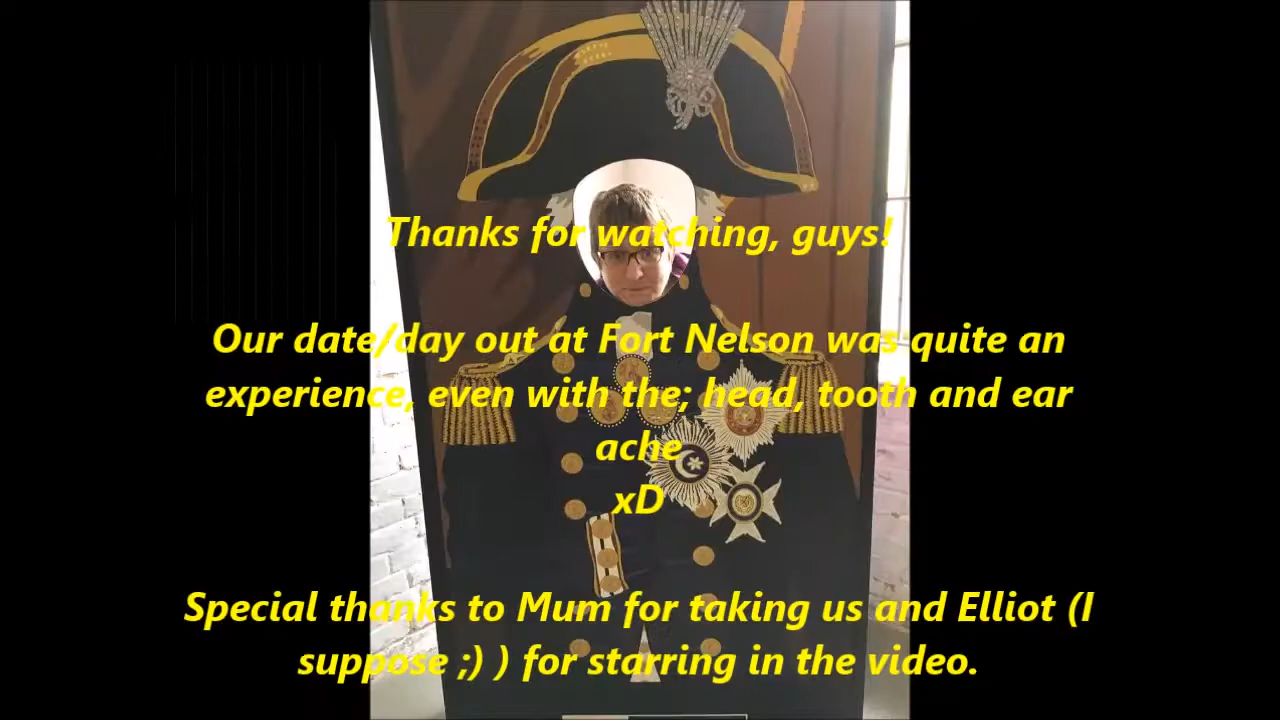 Thanks for watching, guys!
Our date/day out at Fort Nelson was quite an
experience, even with the; head, tooth and ear
ache
xD
Special thanks to Mum for taking us and Elliot (I
suppose ;) ) for starring in the video.